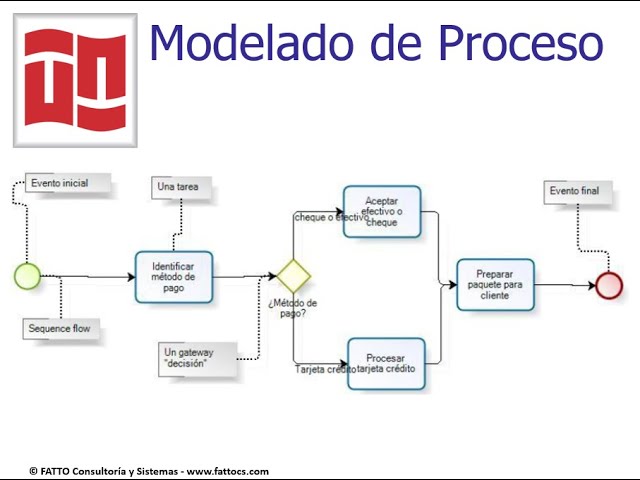 Modelado de Proceso
Evento inicial
Una tarea
Evento final
Aceptar
efectivo o
cheque
cheque o efectivo
Identificar
método de
pago
Preparar
paquete para
cliente
¿Método de
pago?
Sequence flow
Un gateway
"decisión"
Procesar
tarjeta crédito
Tarjeta crédito
© FATTO Consultoría y Sistemas - www.fattocs.com